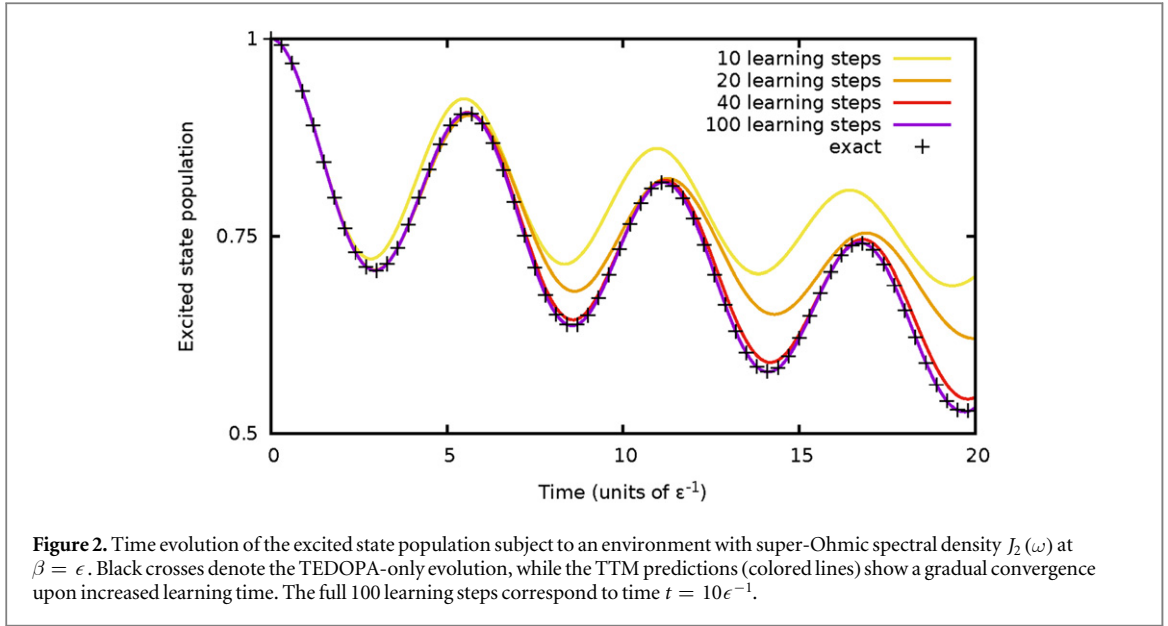 1
0.75
0.5
Excited state population
10 learning steps
20 learning steps
40 learning steps
100 learning steps
exact
0
5
10
15
20
Time (units of ε⁻¹)
Figure 2. Time evolution of the excited state population subject to an environment with super-Ohmic spectral density J₂(ω) at
β = ϵ. Black crosses denote the TEDOPA-only evolution, while the TTM predictions (colored lines) show a gradual convergence
upon increased learning time. The full 100 learning steps correspond to time t = 10ϵ⁻¹.